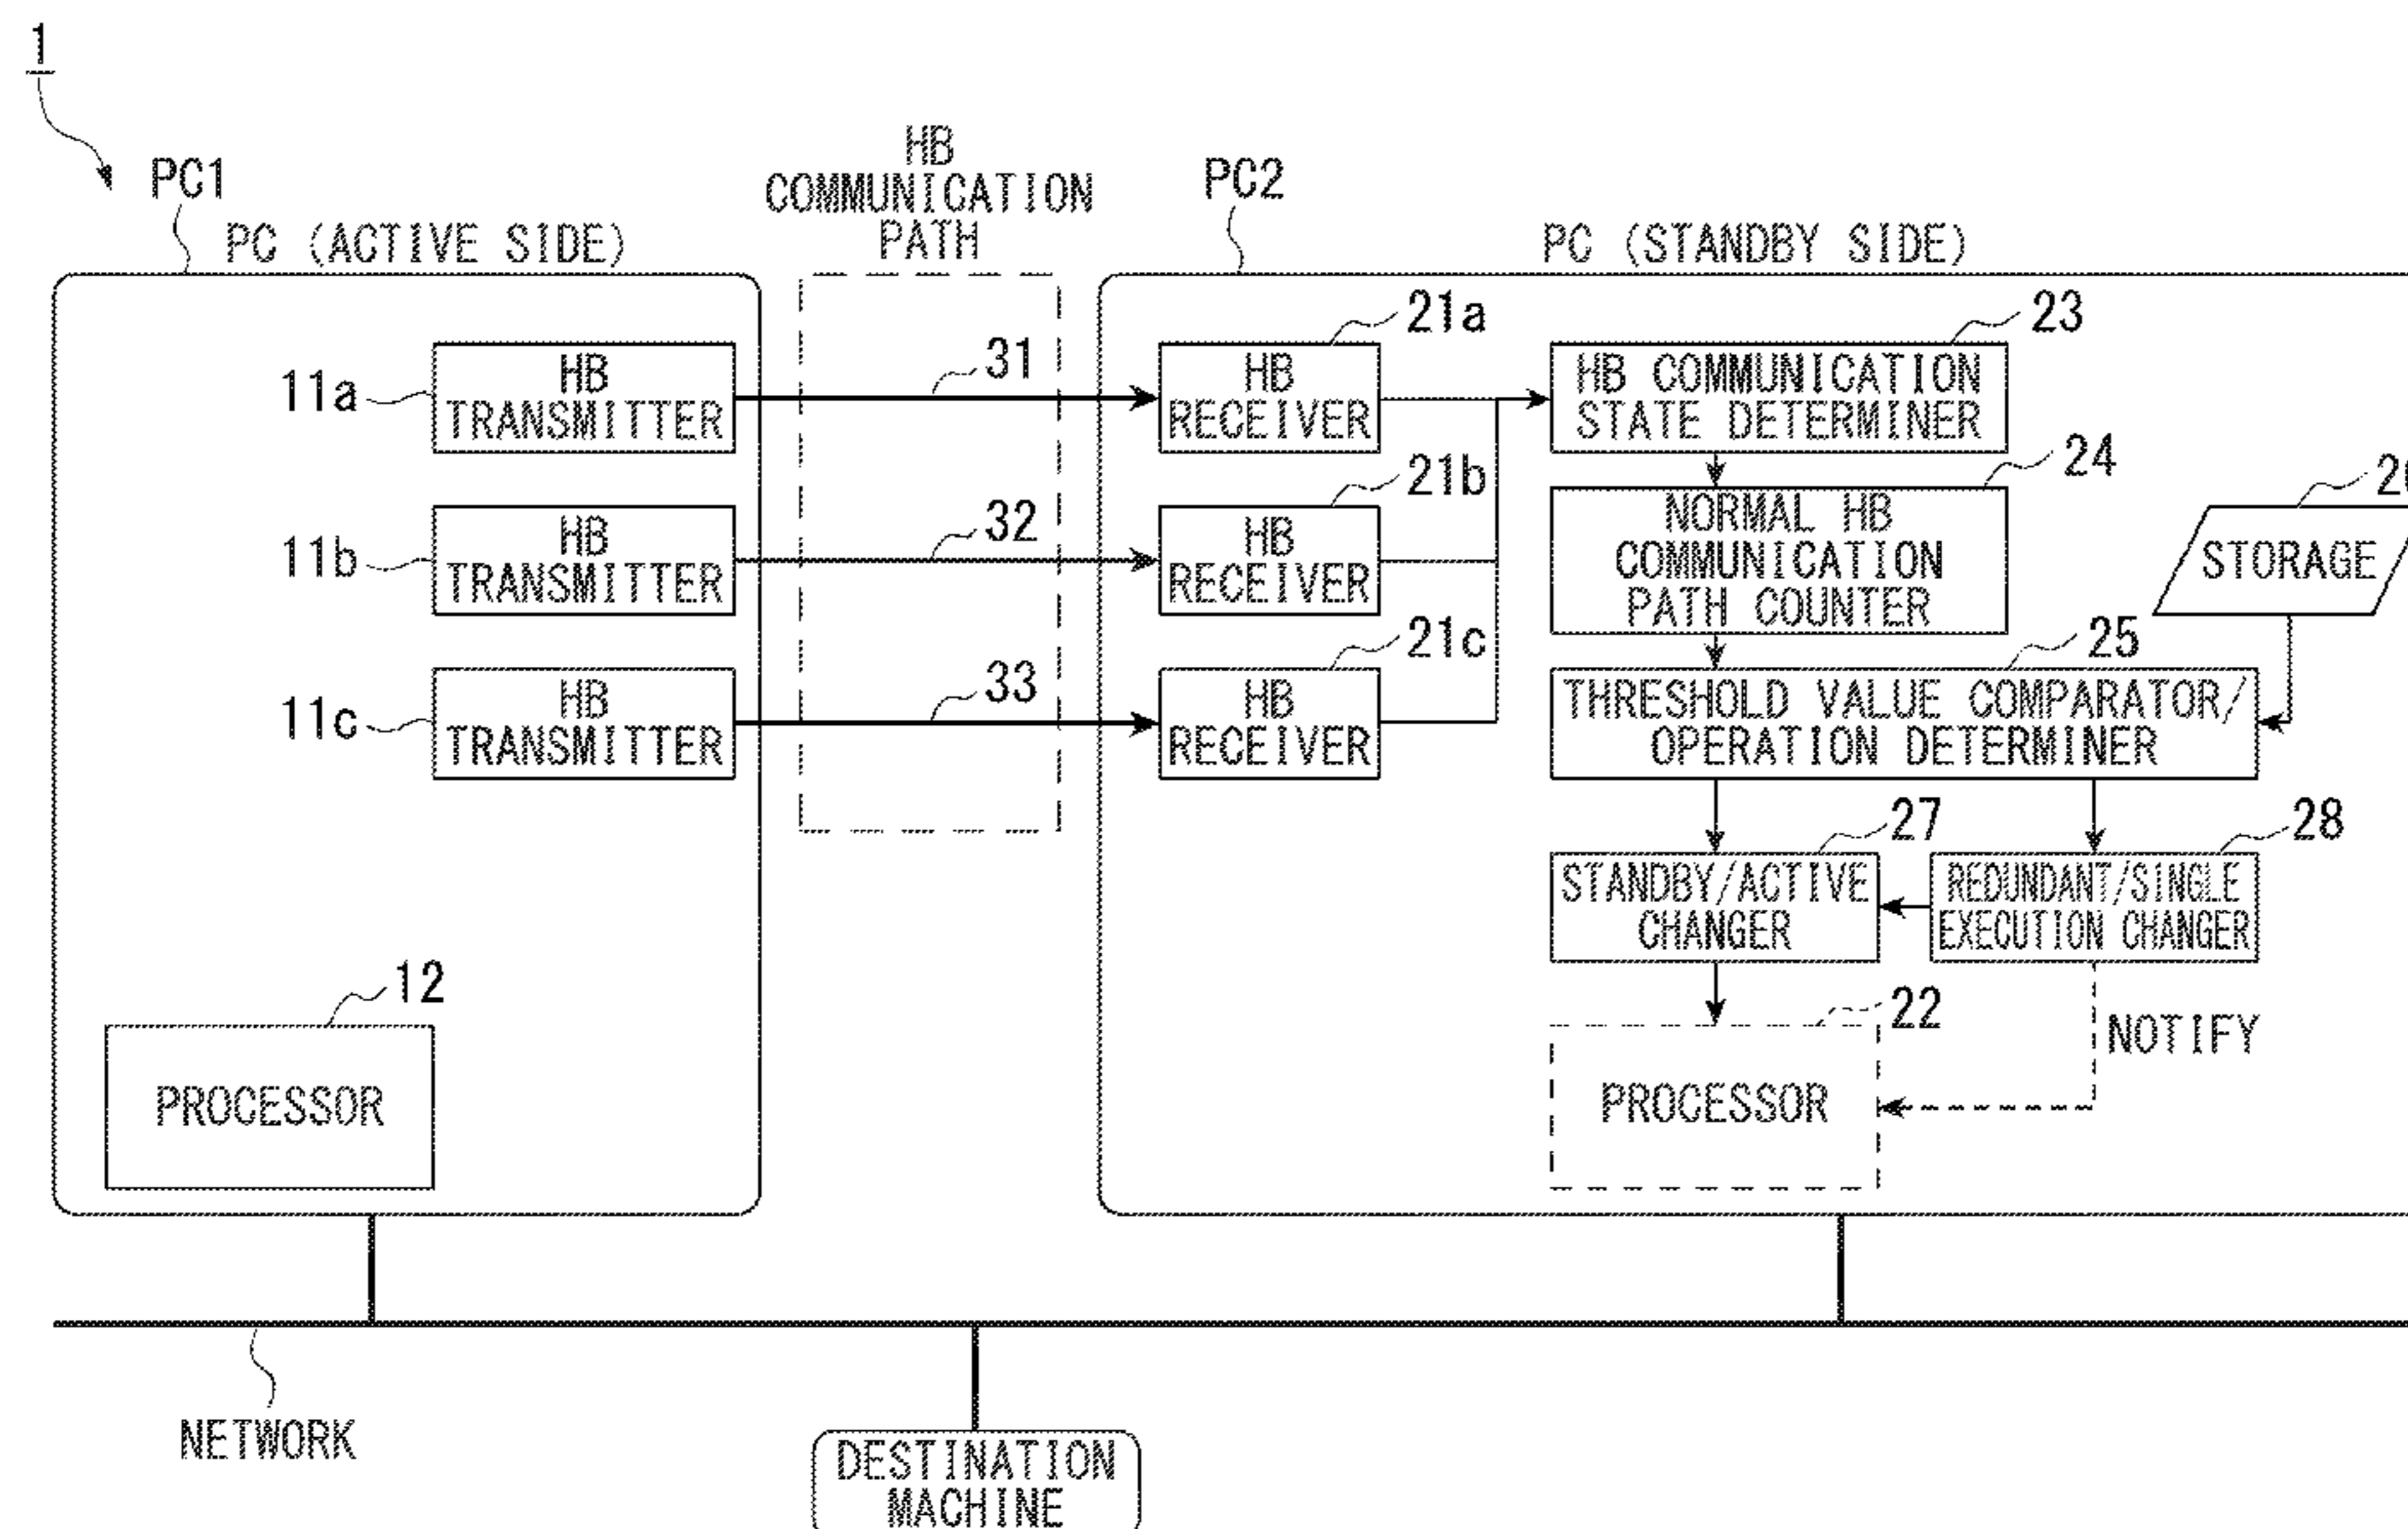 1
HB
COMMUNICATION
PATH
PC1
PC (ACTIVE SIDE)
PC2
PC (STANDBY SIDE)
11a
HB
TRANSMITTER
31
21a
HB
RECEIVER
23
HB COMMUNICATION
STATE DETERMINER
11b
HB
TRANSMITTER
32
21b
HB
RECEIVER
24
NORMAL HB
COMMUNICATION
PATH COUNTER
STORAGE
11c
HB
TRANSMITTER
33
21c
HB
RECEIVER
25
THRESHOLD VALUE COMPARATOR/
OPERATION DETERMINER
27
STANDBY/ACTIVE
CHANGER
28
REDUNDANT/SINGLE
EXECUTION CHANGER
12
PROCESSOR
22
PROCESSOR
NOTIFY
NETWORK
DESTINATION
MACHINE